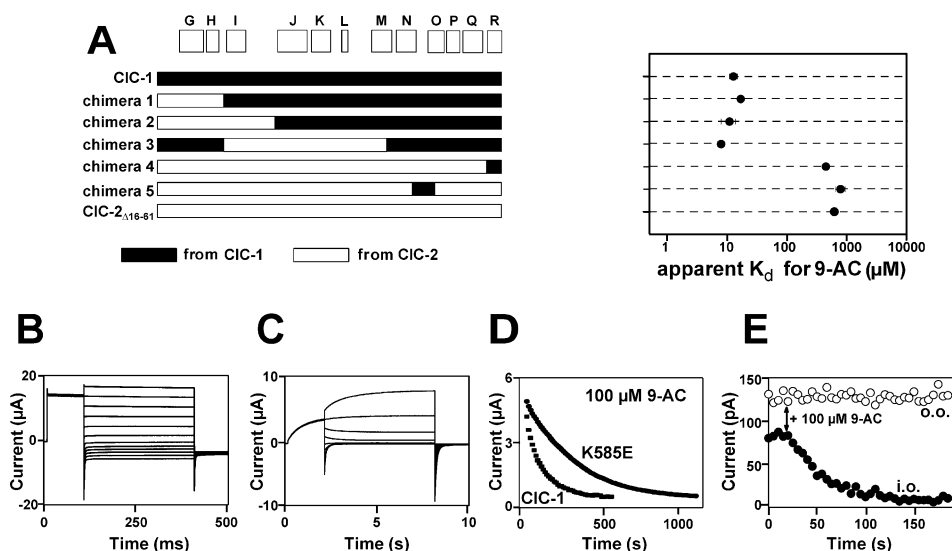 A
G H I J K L M N O P Q R
ClC-1
chimera 1
chimera 2
chimera 3
chimera 4
chimera 5
ClC-2Δ16-61
from ClC-1 from ClC-2
1 10 100 1000 10000
apparent Kd for 9-AC (µM)
B
Current (µA)
20
0
-20
0 250 500
Time (ms)
C
Current (µA)
10
0
-10
0 5 10
Time (s)
D
Current (µA)
6
3
0
100 µM 9-AC
K585E
ClC-1
0 500 1000
Time (s)
E
Current (pA)
150
100
50
0
o.o.
+ 100 µM 9-AC
i.o.
0 50 100 150
Time (s)